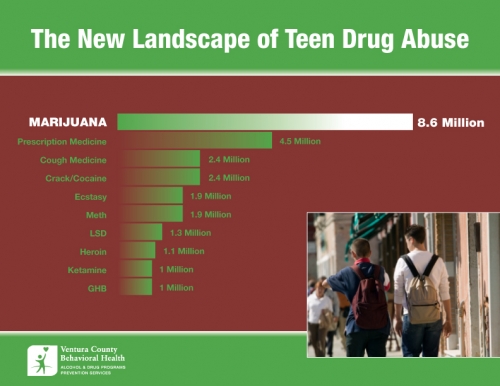 The New Landscape of Teen Drug Abuse
MARIJUANA 8.6 Million
Prescription Medicine 4.5 Million
Cough Medicine 2.4 Million
Crack/Cocaine 2.4 Million
Ecstasy 1.9 Million
Meth 1.9 Million
LSD 1.3 Million
Heroin 1.1 Million
Ketamine 1 Million
GHB 1 Million
Ventura County
Behavioral Health
ALCOHOL & DRUG PROGRAMS
PREVENTION SERVICES